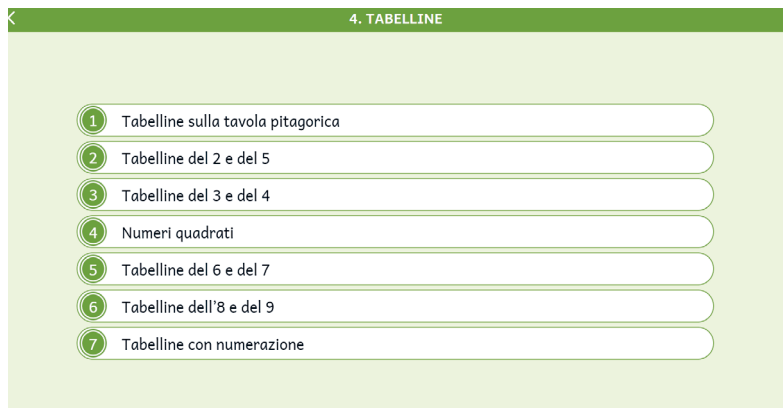 4. TABELLINE
1 Tabelline sulla tavola pitagorica
2 Tabelline del 2 e del 5
3 Tabelline del 3 e del 4
4 Numeri quadrati
5 Tabelline del 6 e del 7
6 Tabelline dell'8 e del 9
7 Tabelline con numerazione